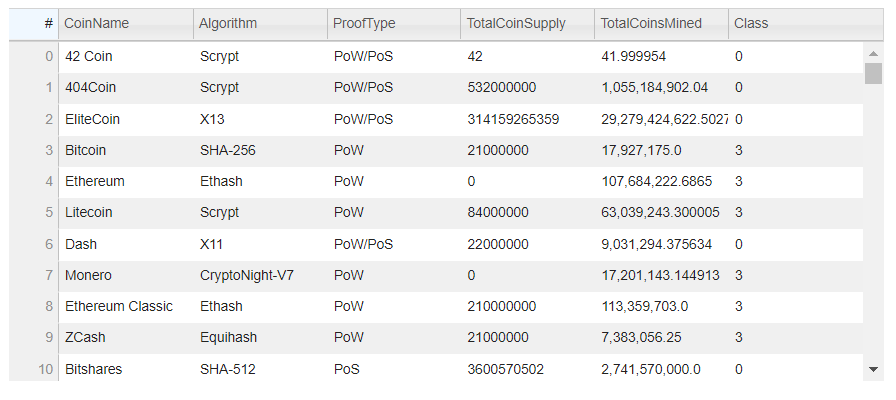 # CoinName Algorithm ProofType TotalCoinSupply TotalCoinsMined Class
0 42 Coin Scrypt PoW/PoS 42 41.999954 0
1 404Coin Scrypt PoW/PoS 532000000 1,055,184,902.04 0
2 EliteCoin X13 PoW/PoS 314159265359 29,279,424,622.5027 0
3 Bitcoin SHA-256 PoW 21000000 17,927,175.0 3
4 Ethereum Ethash PoW 0 107,684,222.6865 3
5 Litecoin Scrypt PoW 84000000 63,039,243.300005 3
6 Dash X11 PoW/PoS 22000000 9,031,294.375634 0
7 Monero CryptoNight-V7 PoW 0 17,201,143.144913 3
8 Ethereum Classic Ethash PoW 210000000 113,359,703.0 3
9 ZCash Equihash PoW 21000000 7,383,056.25 3
10 Bitshares SHA-512 PoS 3600570502 2,741,570,000.0 0